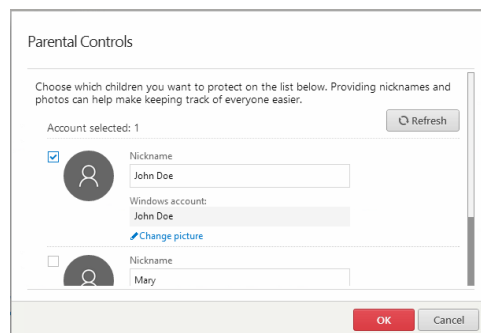 Parental Controls
Choose which children you want to protect on the list below. Providing nicknames and
photos can help make keeping track of everyone easier.
Refresh
Account selected: 1
Nickname
John Doe
Windows account:
John Doe
Change picture
Nickname
Mary
OK
Cancel